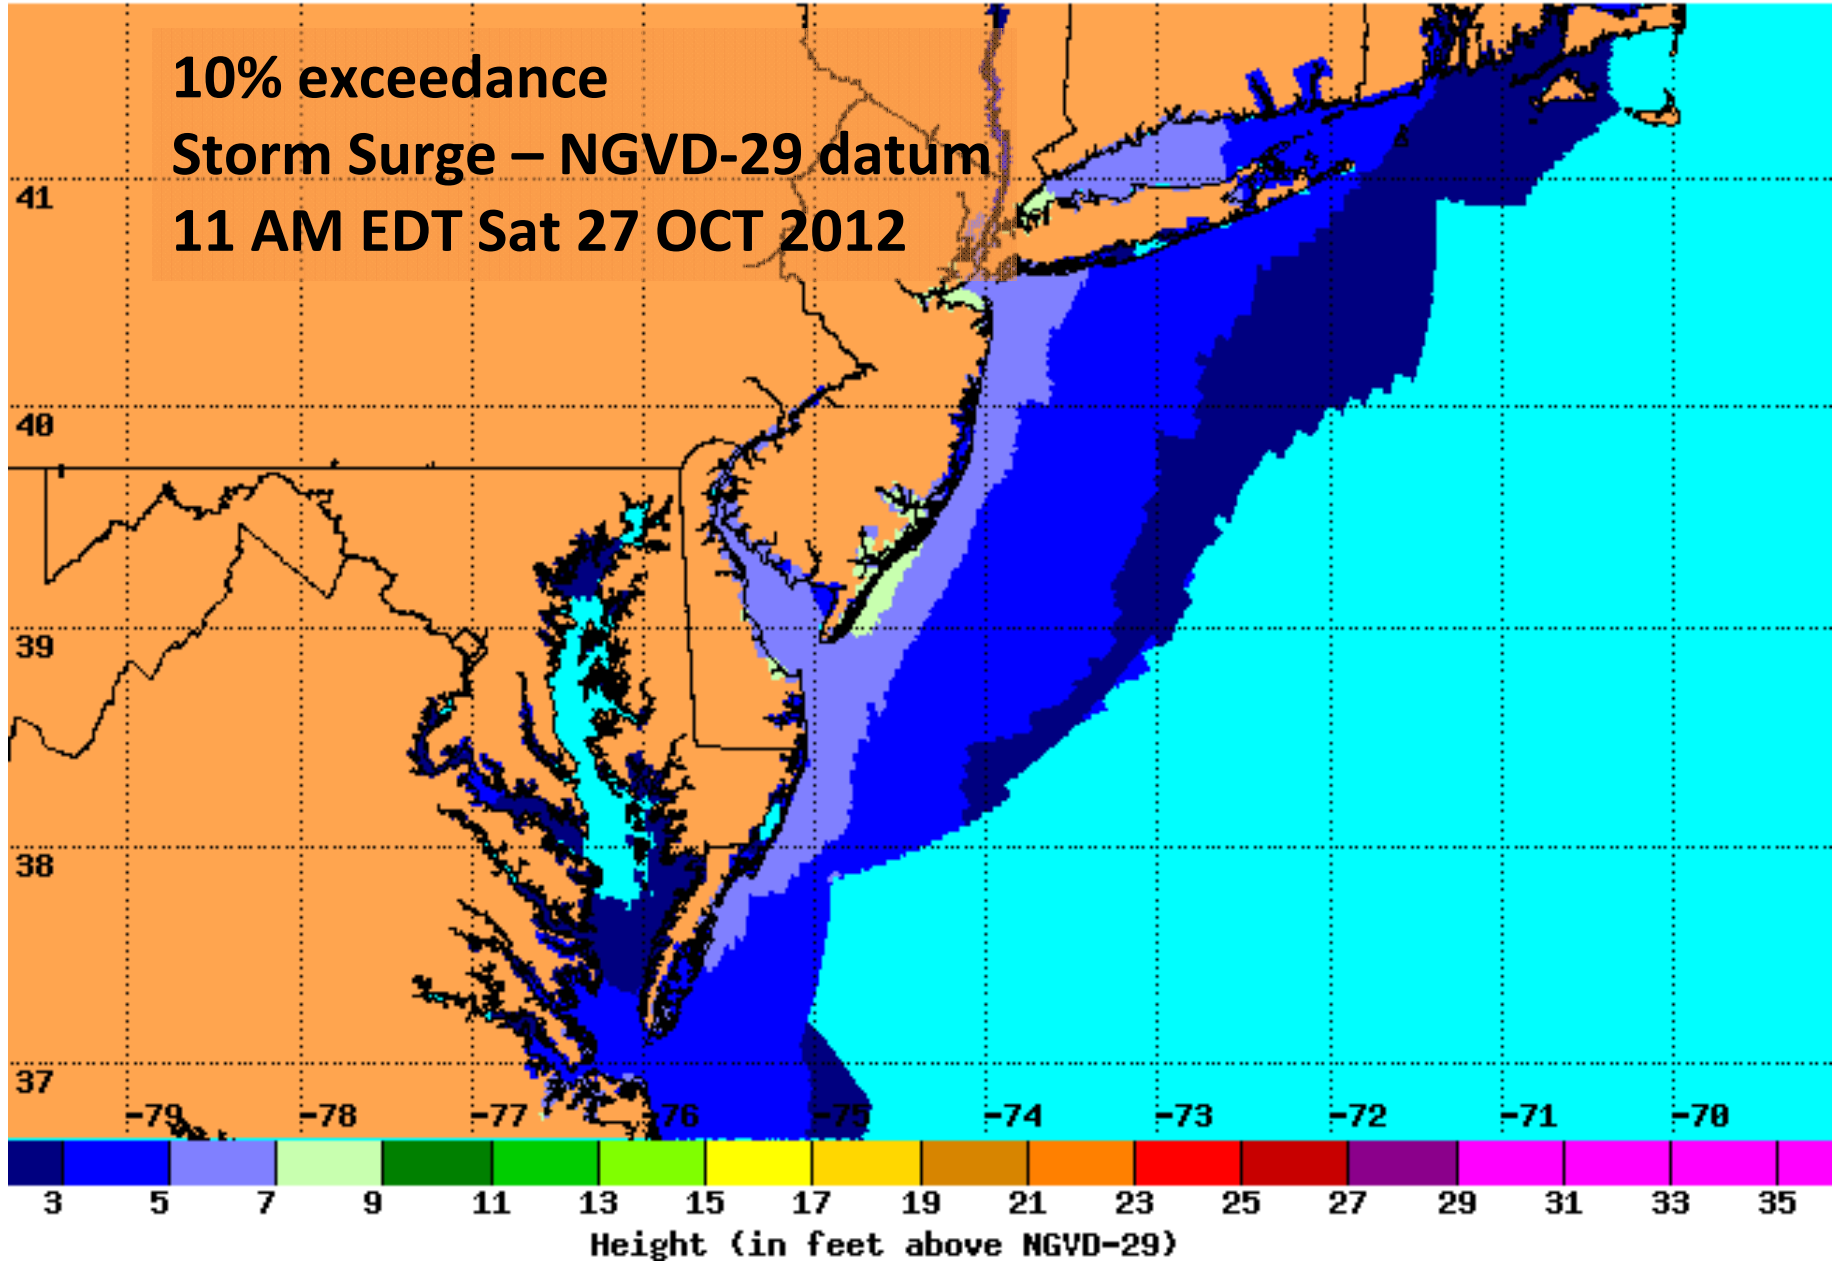 10% exceedance
Storm Surge – NGVD-29 datum
11 AM EDT Sat 27 OCT 2012
41
40
39
38
37
-79 -78 -77 -76 -75 -74 -73 -72 -71 -70
3 5 7 9 11 13 15 17 19 21 23 25 27 29 31 33 35
Height (in feet above NGVD-29)